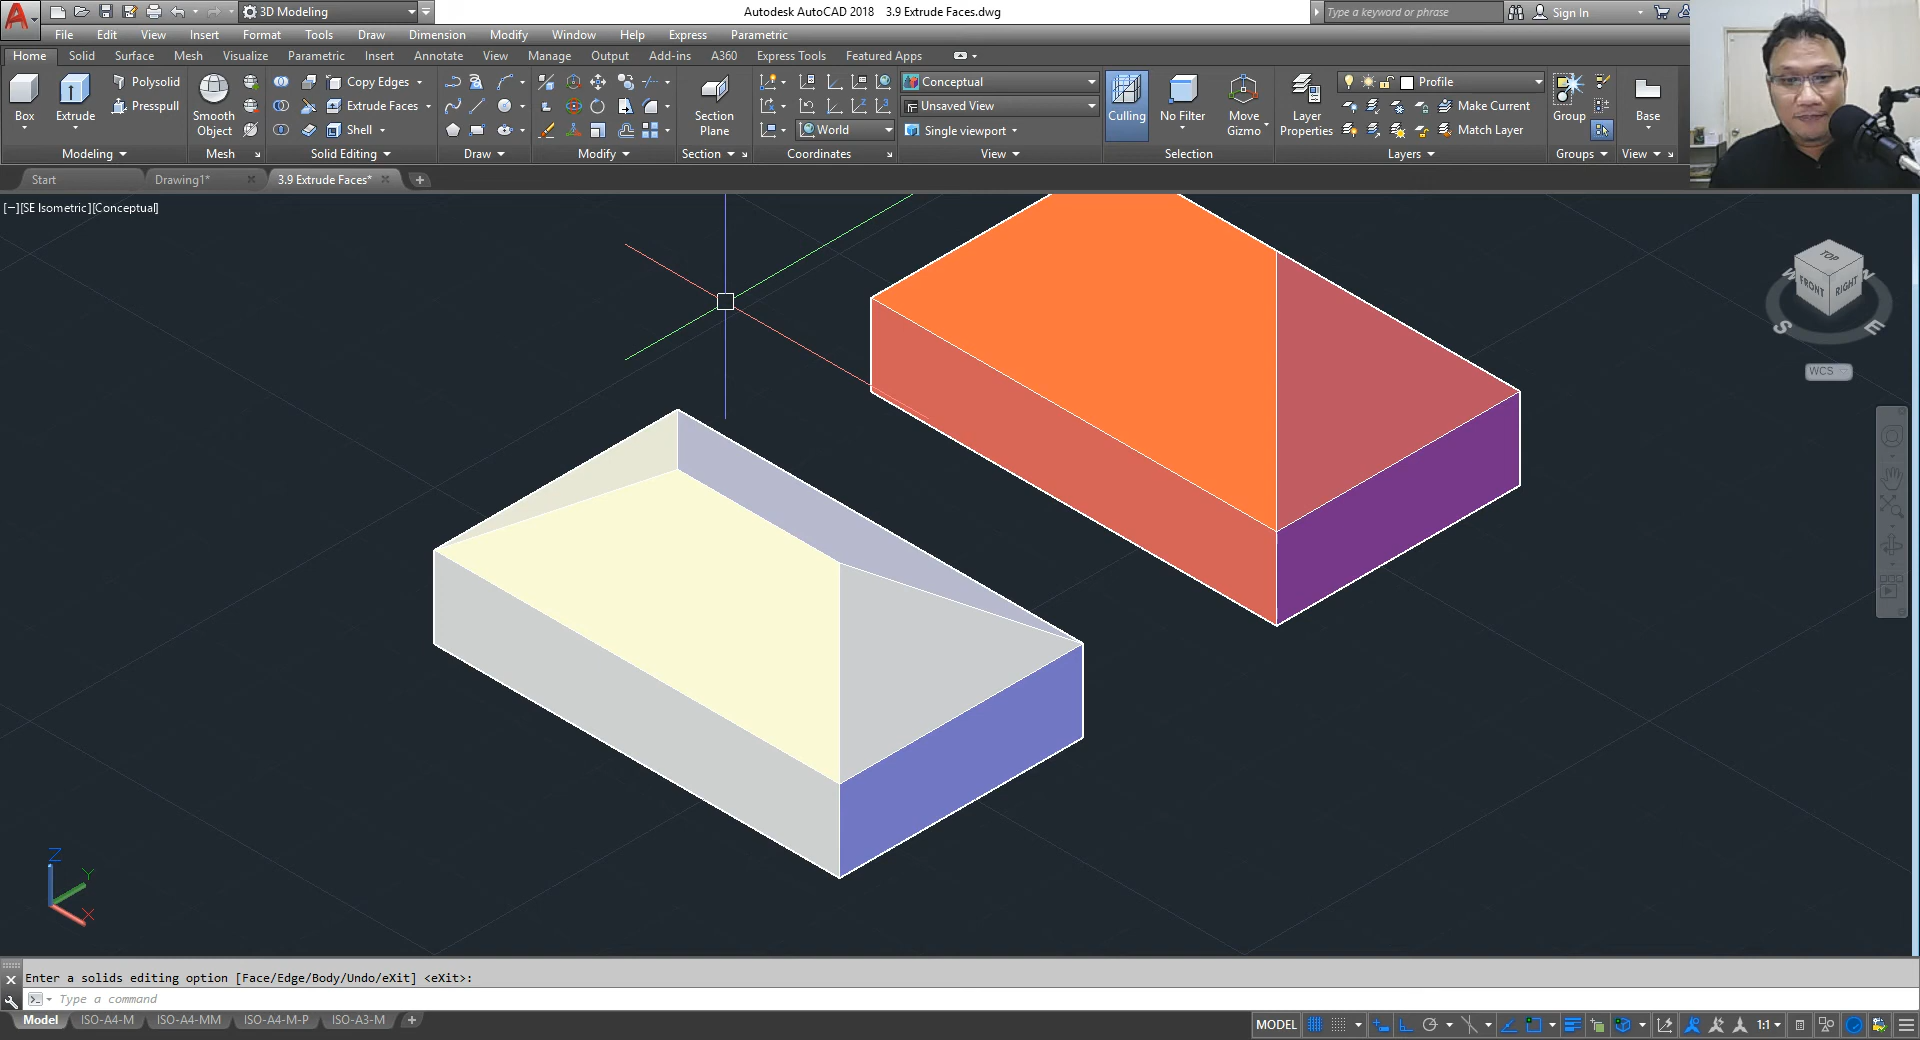 3D Modeling
Autodesk AutoCAD 2018 3.9 Extrude Faces.dwg
Type a keyword or phrase
Sign In
File Edit View Insert Format Tools Draw Dimension Modify Window Help Express Parametric
Home Solid Surface Mesh Visualize Parametric Insert Annotate View Manage Output Add-ins A360 Express Tools Featured Apps
Box
Extrude
Polysolid
Presspull
Modeling
Smooth
Object
Mesh
Copy Edges
Extrude Faces
Shell
Solid Editing
Draw
Modify
Section
Plane
Section
World
Coordinates
Conceptual
Unsaved View
Single viewport
View
Culling
No Filter
Move
Gizmo
Selection
Layer
Properties
Profile
Make Current
Match Layer
Layers
Group
Groups
Base
View
Start Drawing1* 3.9 Extrude Faces*
[−][SE Isometric][Conceptual]
TOP
FRONT
RIGHT
W
N
S
E
WCS
Z
Y
X
Enter a solids editing option [Face/Edge/Body/Undo/eXit] <eXit>:
Type a command
Model ISO-A4-M ISO-A4-MM ISO-A4-M-P ISO-A3-M
MODEL
1:1